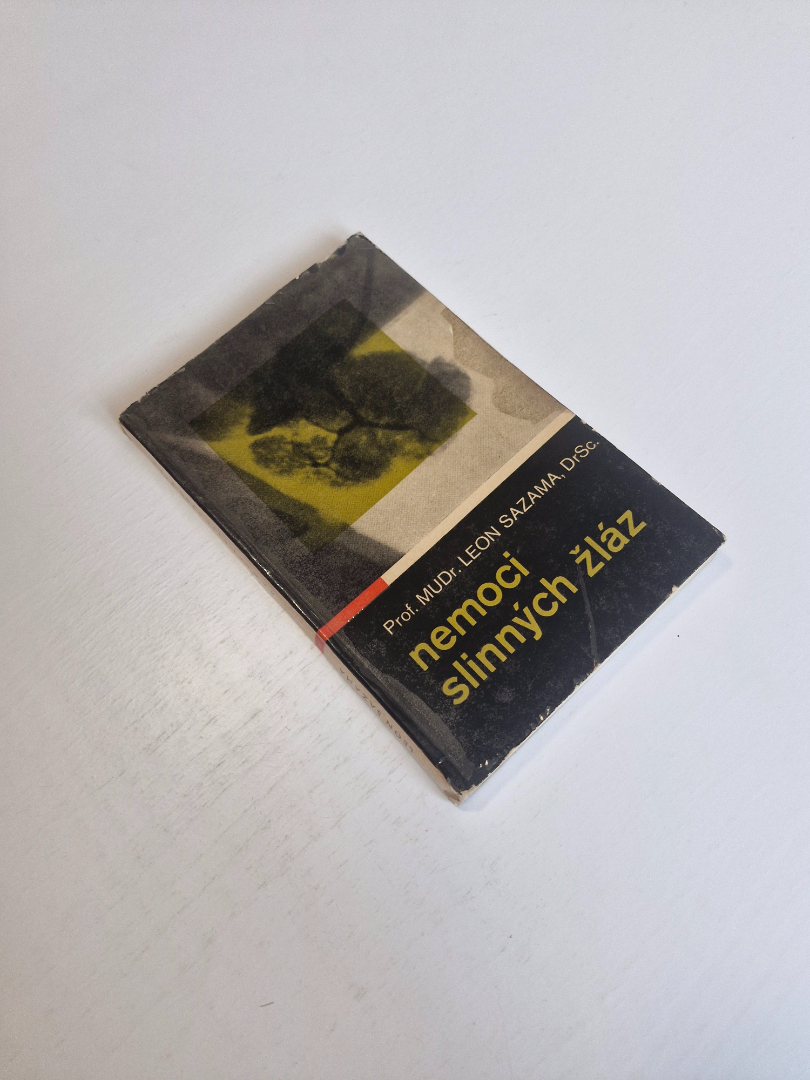 Prof. MUDr. LEON SAZAMA, DrSc.
nemoci
slinných žláz